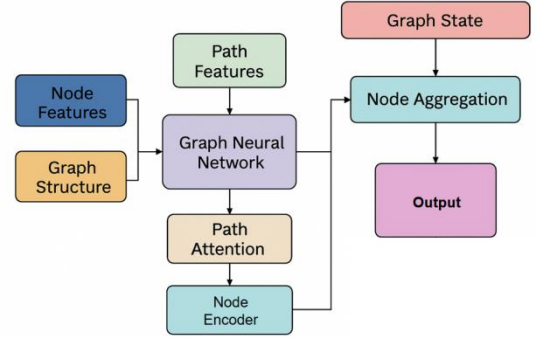 Graph State
Path
Features
Node
Features
Node Aggregation
Graph Neural
Network
Graph
Structure
Output
Path
Attention
Node
Encoder